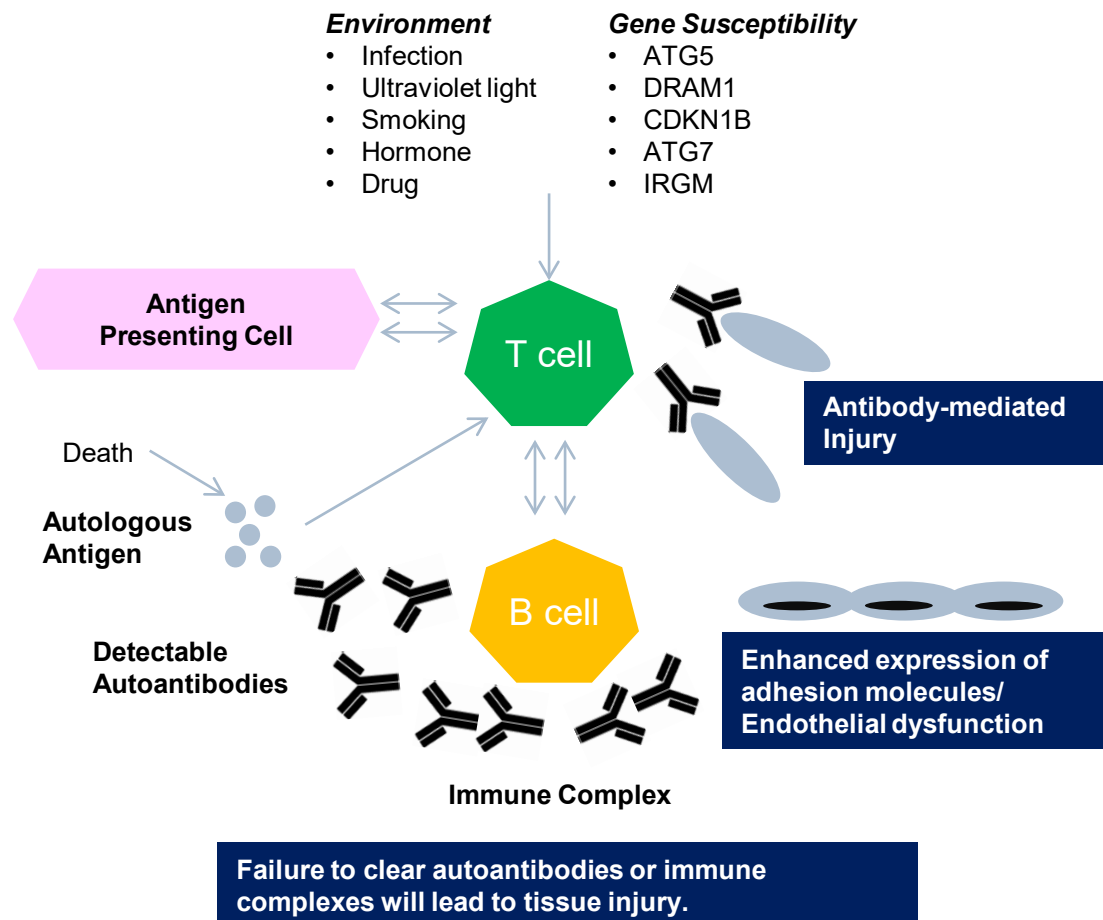 Environment
• Infection
• Ultraviolet light
• Smoking
• Hormone
• Drug
Gene Susceptibility
• ATG5
• DRAM1
• CDKN1B
• ATG7
• IRGM
Antigen
Presenting Cell
T cell
Antibody-mediated
Injury
Death
Autologous
Antigen
B cell
Detectable
Autoantibodies
Enhanced expression of
adhesion molecules/
Endothelial dysfunction
Immune Complex
Failure to clear autoantibodies or immune
complexes will lead to tissue injury.